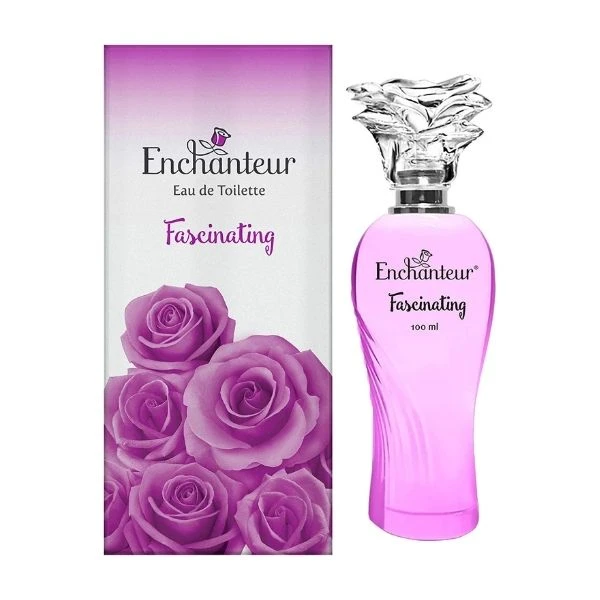 Enchanteur
Eau de Toilette
Fascinating
Enchanteur®
Fascinating
100 ml